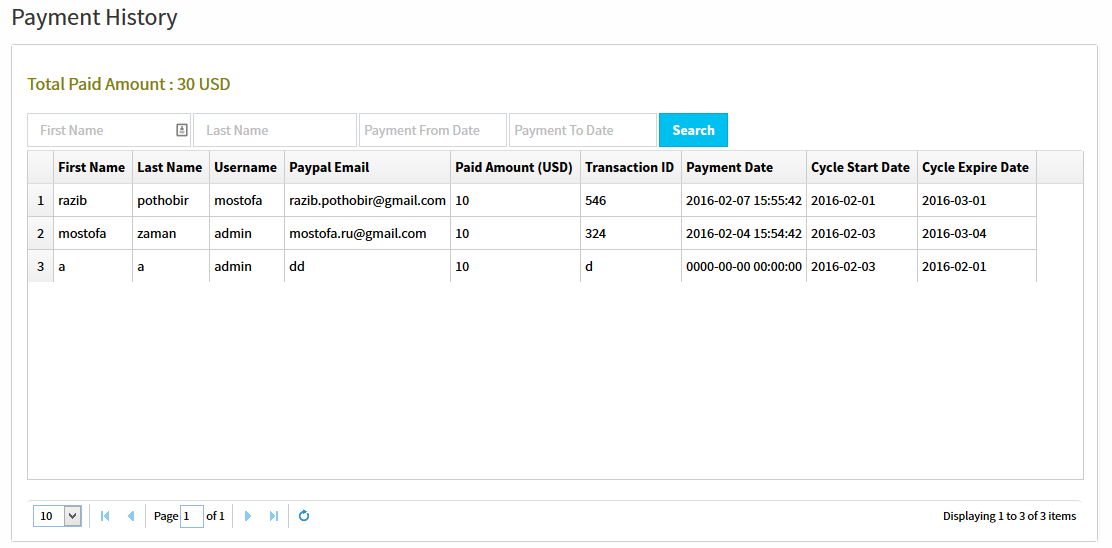 Payment History
Total Paid Amount : 30 USD
First Name Last Name Payment From Date Payment To Date Search
First Name Last Name Username Paypal Email Paid Amount (USD) Transaction ID Payment Date Cycle Start Date Cycle Expire Date
1 razib pothobir mostofa razib.pothobir@gmail.com 10 546 2016-02-07 15:55:42 2016-02-01 2016-03-01
2 mostofa zaman admin mostofa.ru@gmail.com 10 324 2016-02-04 15:54:42 2016-02-03 2016-03-04
3 a a admin dd 10 d 0000-00-00 00:00:00 2016-02-03 2016-02-01
10 Page 1 of 1 Displaying 1 to 3 of 3 items